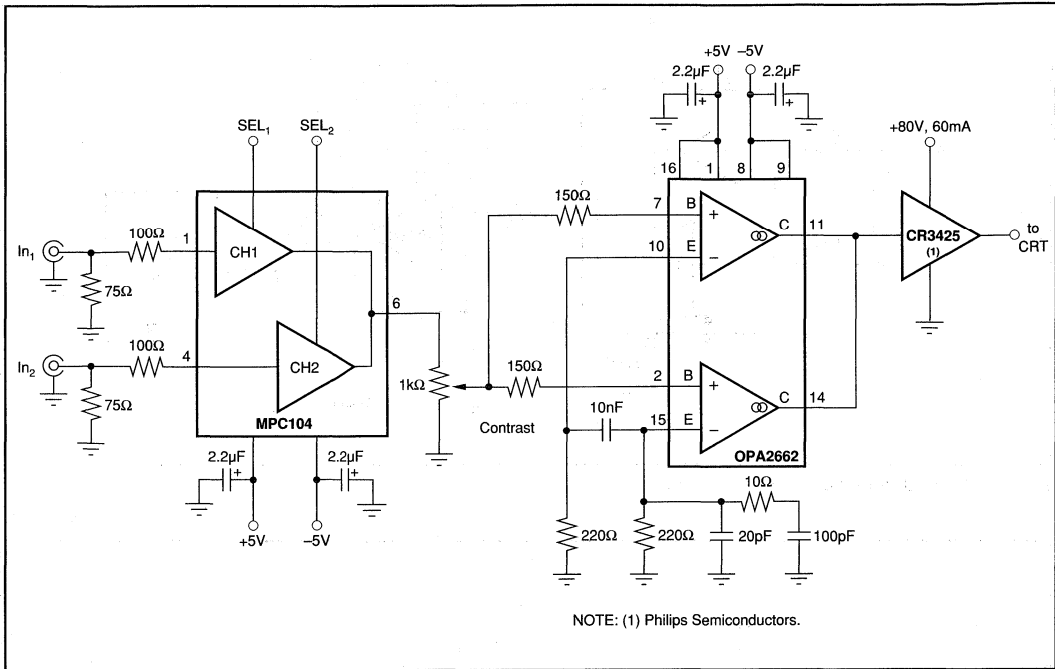 +5V –5V
2.2µF
2.2µF
+
+
SEL₁
SEL₂
+80V, 60mA
16
1
8
9
150Ω
7
B
+
C
11
10
E
–
In₁
100Ω
1
CH1
75Ω
CR3425
(1)
to
CRT
6
In₂
100Ω
4
CH2
75Ω
1kΩ
150Ω
2
B
+
C
14
Contrast
10nF
15
E
–
MPC104
OPA2662
2.2µF
+
2.2µF
+
+5V
–5V
10Ω
220Ω
220Ω
20pF
100pF
NOTE: (1) Philips Semiconductors.